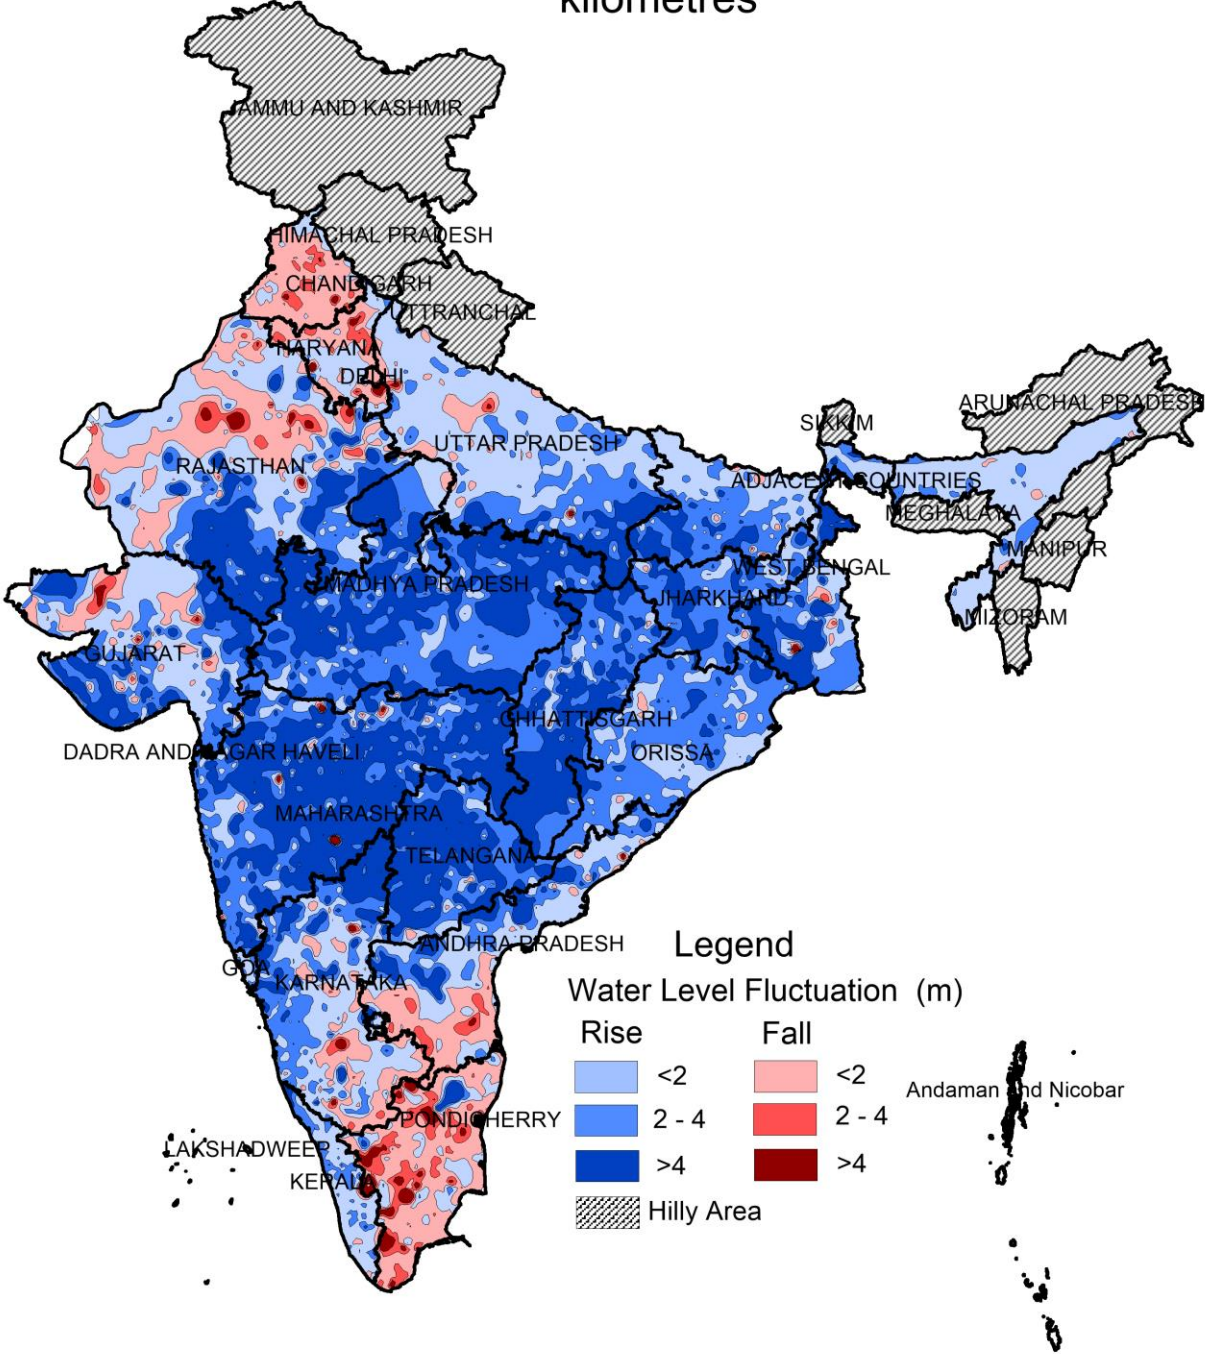 kilometres
JAMMU AND KASHMIR
HIMACHAL PRADESH
CHANDIGARH
UTTRANCHAL
HARYANA
DELHI
ARUNACHAL PRADESH
SIKKIM
UTTAR PRADESH
RAJASTHAN
ADJACENT COUNTRIES
MEGHALAYA
MANIPUR
WEST BENGAL
MADHYA PRADESH
JHARKHAND
MIZORAM
GUJARAT
CHHATTISGARH
DADRA AND NAGAR HAVELI
ORISSA
MAHARASHTRA
TELANGANA
ANDHRA PRADESH
GOA
KARNATAKA
Legend
Water Level Fluctuation (m)
Rise Fall
<2 <2
2 - 4 2 - 4
>4 >4
Hilly Area
Andaman and Nicobar
PONDICHERRY
LAKSHADWEEP
KERALA